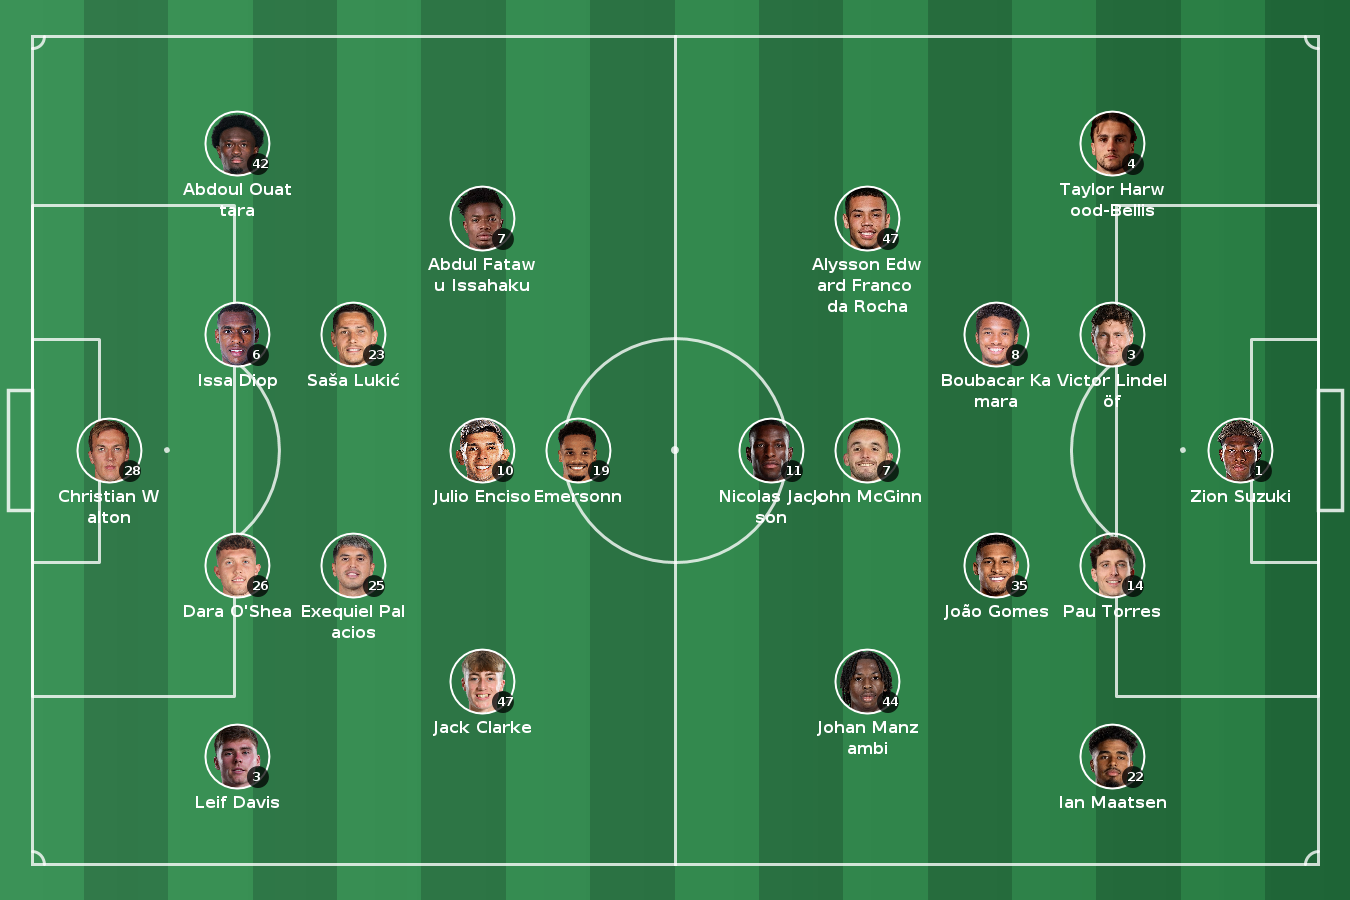 42
Abdoul Ouat
tara
4
Taylor Harw
ood-Bellis
7
Abdul Fataw
u Issahaku
47
Alysson Edw
ard Franco
da Rocha
6
Issa Diop
23
Saša Lukić
8
Boubacar Ka
mara
3
Victor Lindel
öf
28
Christian W
alton
10
Julio Enciso
19
Emersonn
11
Nicolas Jack
son
7
John McGinn
1
Zion Suzuki
26
Dara O'Shea
25
Exequiel Pal
acios
35
João Gomes
14
Pau Torres
47
Jack Clarke
44
Johan Manz
ambi
3
Leif Davis
22
Ian Maatsen